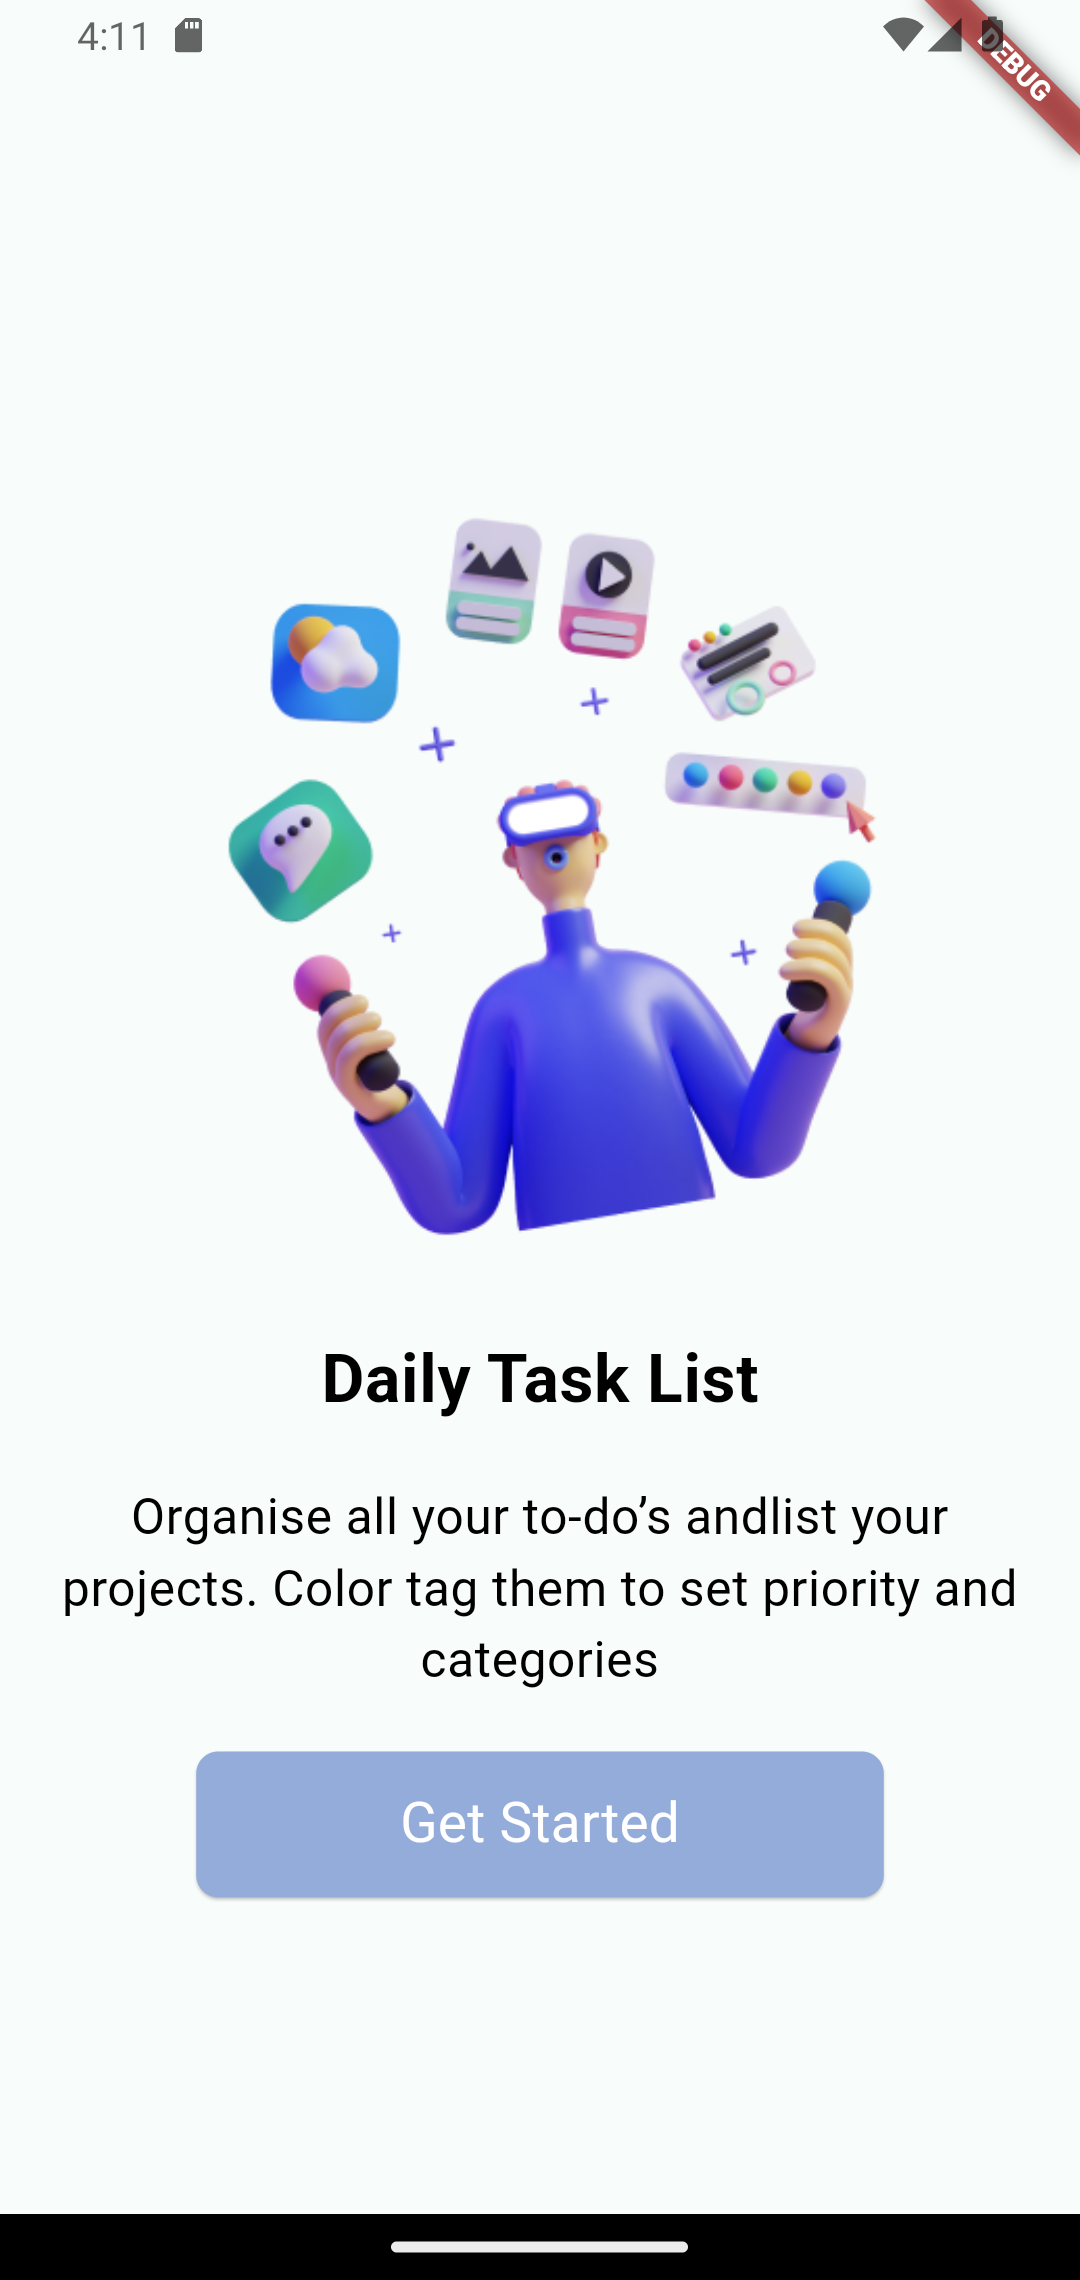 4:11
DEBUG
Daily Task List
Organise all your to-do’s andlist your
projects. Color tag them to set priority and
categories
Get Started